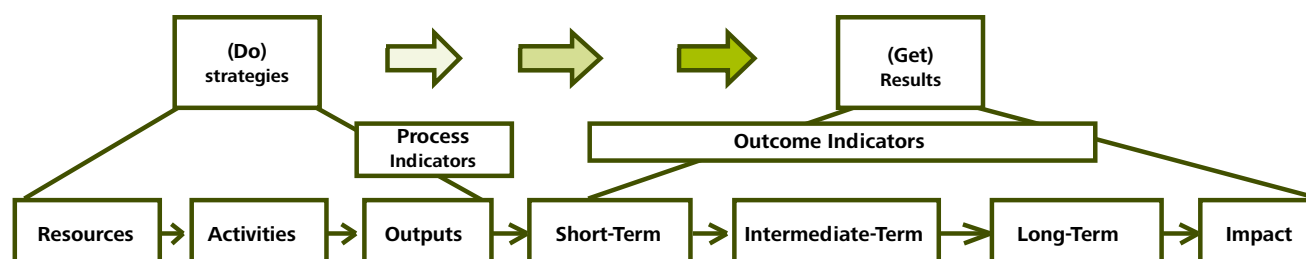 (Do)
strategies
(Get)
Results
Process
Indicators
Outcome Indicators
Resources
Activities
Outputs
Short-Term
Intermediate-Term
Long-Term
Impact